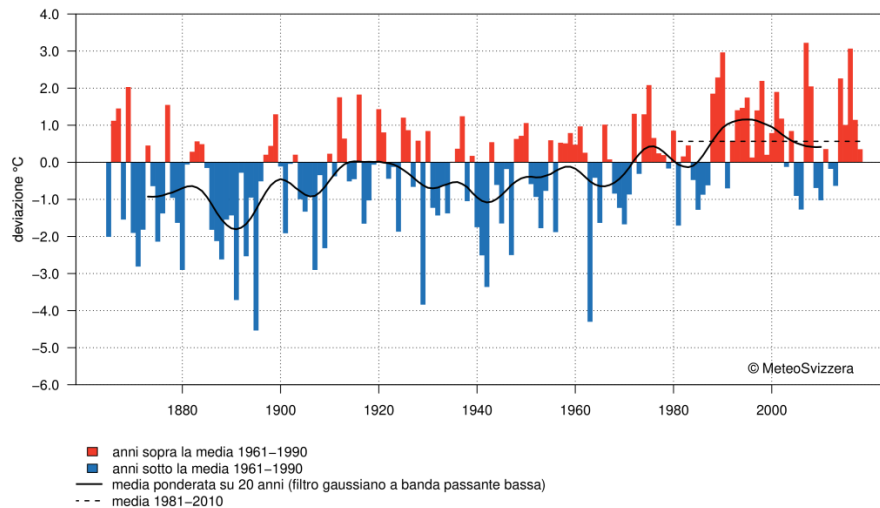 4.0
3.0
2.0
1.0
0.0
−1.0
−2.0
−3.0
−4.0
−5.0
−6.0
deviazione °C
© MeteoSvizzera
1880 1900 1920 1940 1960 1980 2000
anni sopra la media 1961−1990
anni sotto la media 1961−1990
media ponderata su 20 anni (filtro gaussiano a banda passante bassa)
media 1981−2010